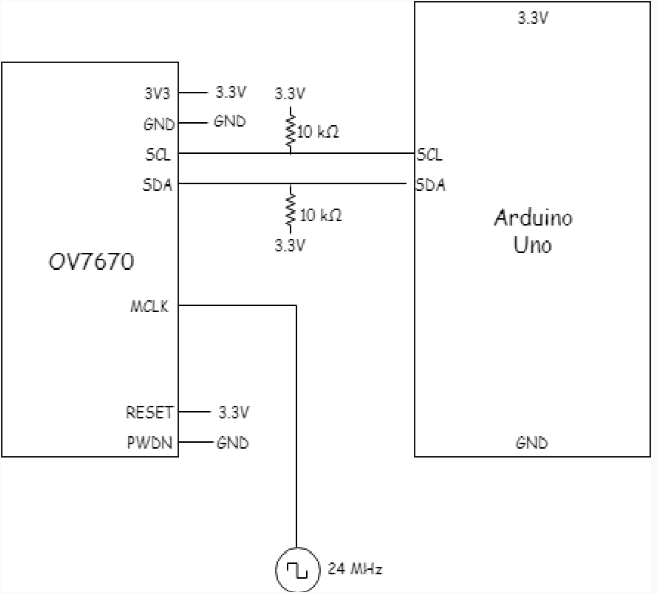 3.3V
3V3
3.3V
3.3V
GND
GND
10 kΩ
SCL
SCL
SDA
SDA
10 kΩ
3.3V
Arduino
Uno
OV7670
MCLK
RESET
3.3V
PWDN
GND
GND
24 MHz